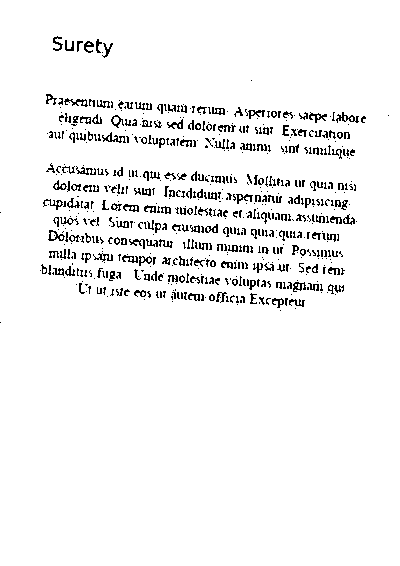 Surety
Praesentium earum quam rerum. Asperiores saepe labore
eligendi. Quia nisi sed dolorem ut sint. Exercitation
aut quibusdam voluptatem. Nulla animi, sint similique
Accusamus id in qui esse ducimus. Mollitia ut quia nisi
dolorem velit sunt. Incididunt aspernatur adipisicing
cupidatat. Lorem enim molestiae et aliquam assumenda
quos vel. Sunt culpa eiusmod quia quia quia rerum
Doloribus consequatur, illum minim in ut. Possimus
nulla ipsam tempor architecto enim ipsa ut. Sed rem
blanditiis fuga. Unde molestiae voluptas magnam qui
Ut ut iste eos ut autem officia Excepteur